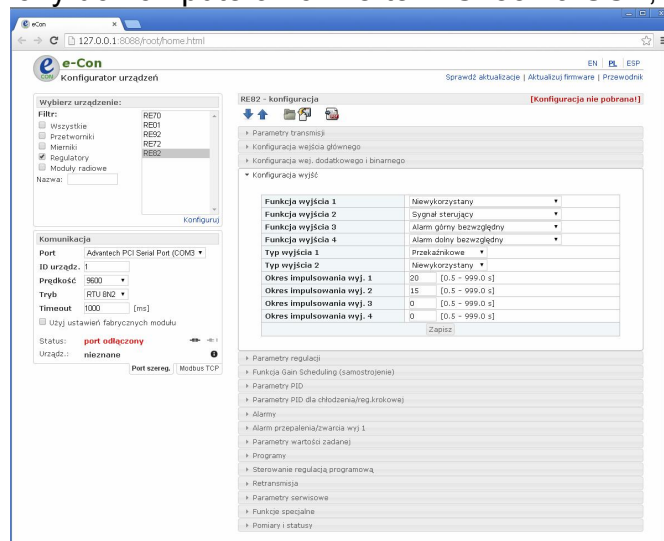 eCon
127.0.0.1:8088/root/home.html
e-Con
Konfigurator urządzeń
EN PL ESP
Sprawdź aktualizacje | Aktualizuj firmware | Przewodnik
Wybierz urządzenie:
Filtr:
Wszystkie
Przetworniki
Mierniki
Regulatory
Moduły radiowe
Nazwa:
RE70
RE01
RE92
RE72
RE82
Konfiguruj
Komunikacja
Port Advantech PCI Serial Port (COM3
ID urządz. 1
Prędkość 9600
Tryb RTU 8N2
Timeout 1000 [ms]
Użyj ustawień fabrycznych modułu
Status: port odłączony
Urządz.: nieznane
Port szereg. Modbus TCP
RE82 - konfiguracja [Konfiguracja nie pobrana!]
Parametry transmisji
Konfiguracja wejścia głównego
Konfiguracja wej. dodatkowego i binarnego
Konfiguracja wyjść
Funkcja wyjścia 1 Niewykorzystany
Funkcja wyjścia 2 Sygnał sterujący
Funkcja wyjścia 3 Alarm górny bezwzględny
Funkcja wyjścia 4 Alarm dolny bezwzględny
Typ wyjścia 1 Przekaźnikowe
Typ wyjścia 2 Niewykorzystany
Okres impulsowania wyj. 1 20 [0.5 - 999.0 s]
Okres impulsowania wyj. 2 15 [0.5 - 999.0 s]
Okres impulsowania wyj. 3 0 [0.5 - 999.0 s]
Okres impulsowania wyj. 4 0 [0.5 - 999.0 s]
Zapisz
Parametry regulacji
Funkcja Gain Scheduling (samostrojenie)
Parametry PID
Parametry PID dla chłodzenia/reg.krokowej
Alarmy
Alarm przepalenia/zwarcia wyj 1
Parametry wartości zadanej
Programy
Sterowanie regulacją programową
Retransmisja
Parametry serwisowe
Funkcje specjalne
Pomiary i statusy